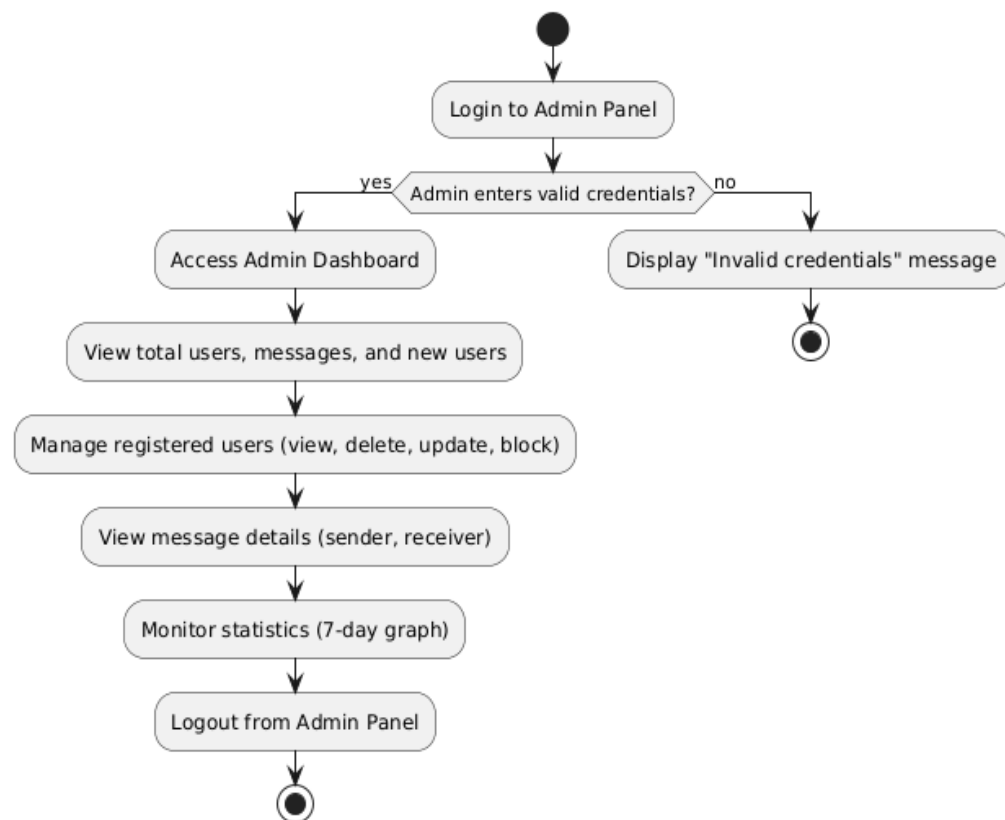 Login to Admin Panel
yes
Admin enters valid credentials?
no
Access Admin Dashboard
Display "Invalid credentials" message
View total users, messages, and new users
Manage registered users (view, delete, update, block)
View message details (sender, receiver)
Monitor statistics (7-day graph)
Logout from Admin Panel